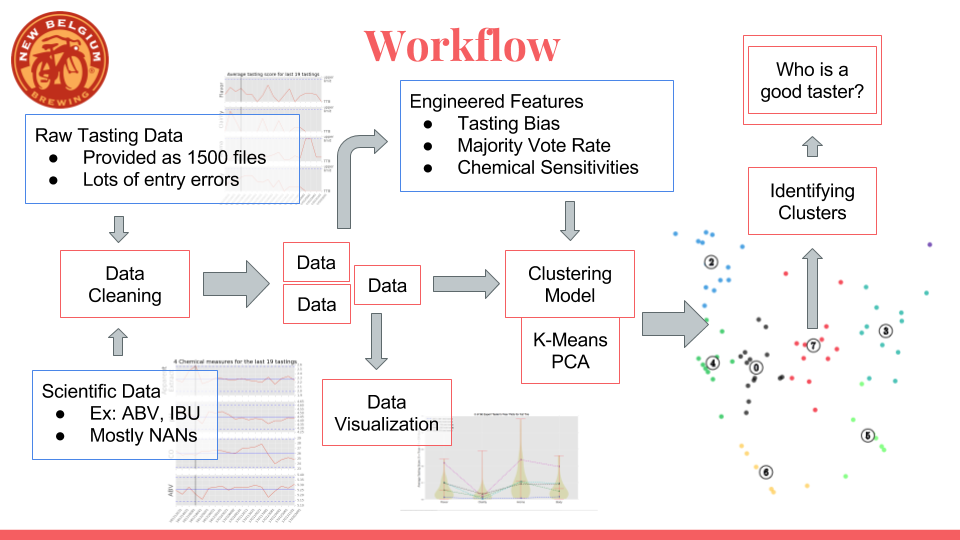 NEW BELGIUM
BREWING
Workflow
Average tasting score for last 19 tastings
Raw Tasting Data
● Provided as 1500 files
● Lots of entry errors
Engineered Features
● Tasting Bias
● Majority Vote Rate
● Chemical Sensitivities
Who is a
good taster?
Identifying
Clusters
Data
Cleaning
Data
Data
Data
Clustering
Model
K-Means
PCA
Scientific Data
● Ex: ABV, IBU
● Mostly NANs
4 Chemical measures for the last 19 tastings
ABV
Data
Visualization
2
3
7
4
0
5
6